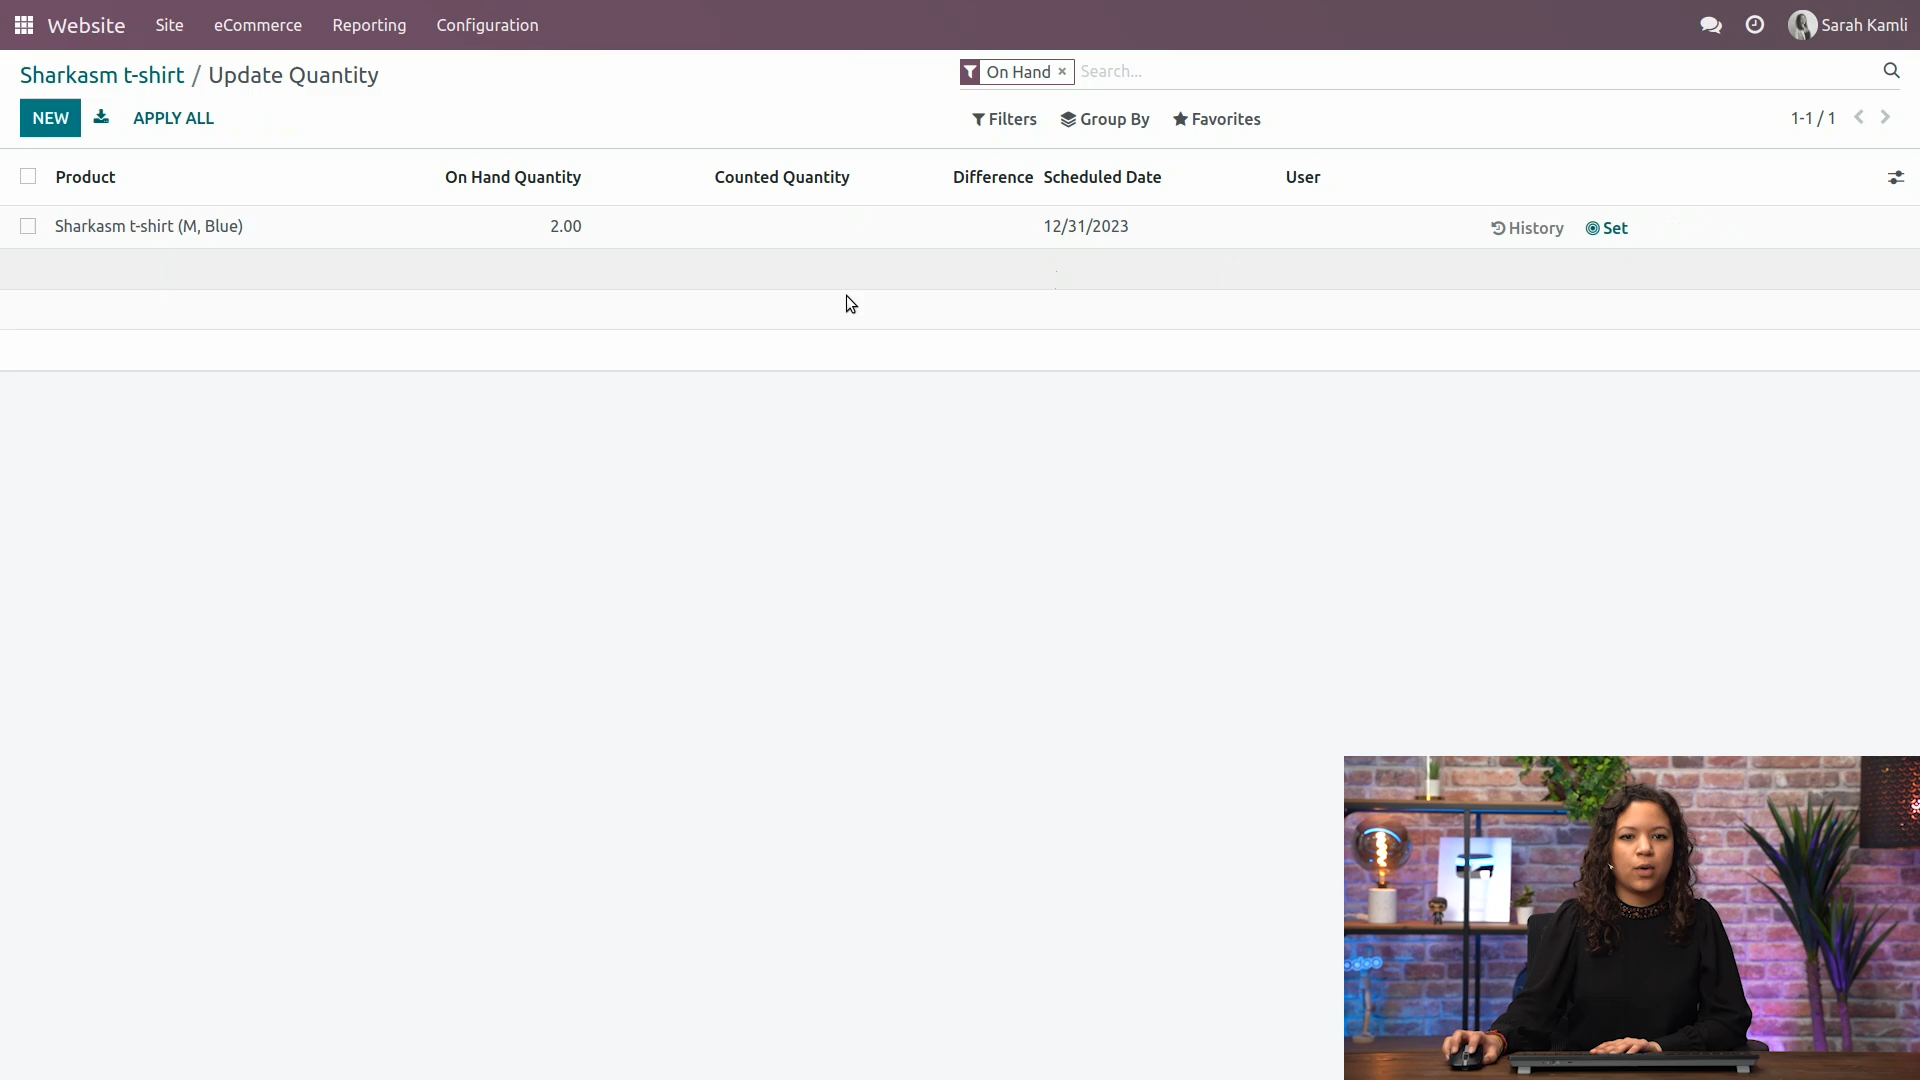 Website Site eCommerce Reporting Configuration Sarah Kamli
Sharkasm t-shirt / Update Quantity
On Hand × Search...
NEW APPLY ALL
Filters Group By Favorites 1-1 / 1
Product On Hand Quantity Counted Quantity Difference Scheduled Date User
Sharkasm t-shirt (M, Blue) 2.00 12/31/2023 History Set
odoo